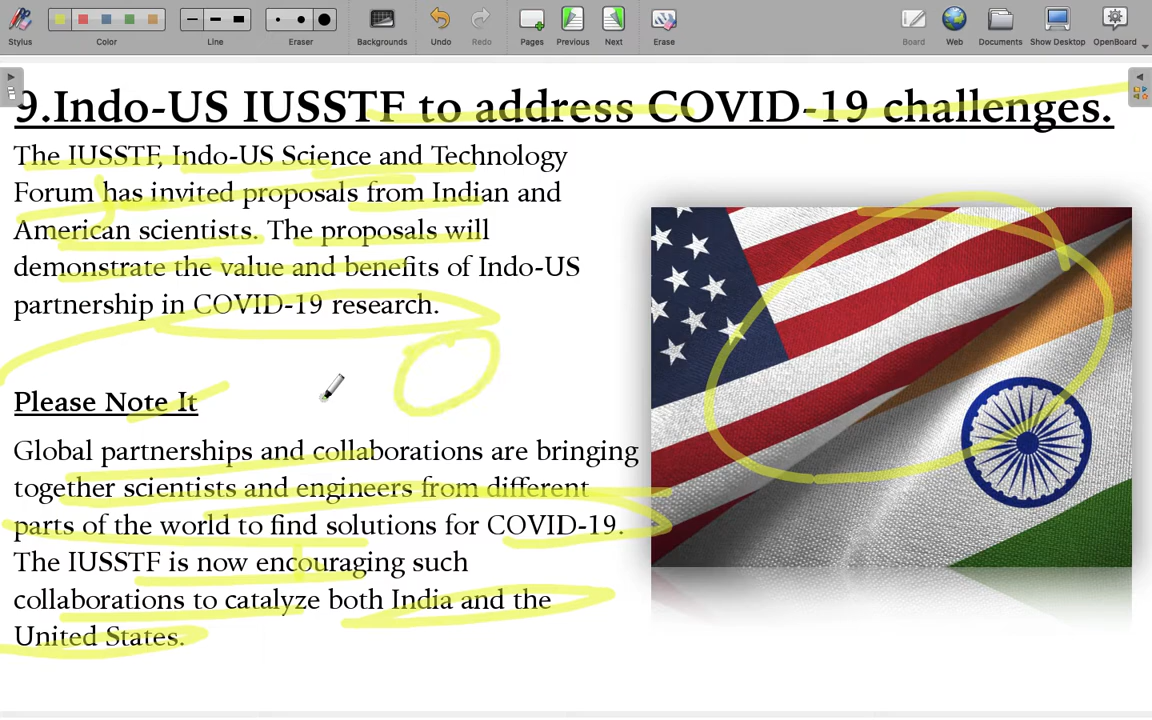 Stylus
Color
Line
Eraser
Backgrounds
Undo
Redo
Pages
Previous
Next
Erase
Board
Web
Documents
Show Desktop
OpenBoard
9.Indo-US IUSSTF to address COVID-19 challenges.
The IUSSTF, Indo-US Science and Technology
Forum has invited proposals from Indian and
American scientists. The proposals will
demonstrate the value and benefits of Indo-US
partnership in COVID-19 research.
Please Note It
Global partnerships and collaborations are bringing
together scientists and engineers from different
parts of the world to find solutions for COVID-19.
The IUSSTF is now encouraging such
collaborations to catalyze both India and the
United States.